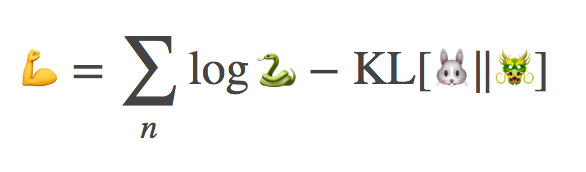 💪 = ∑ log 🐍 − KL[🐰||🐲]
n